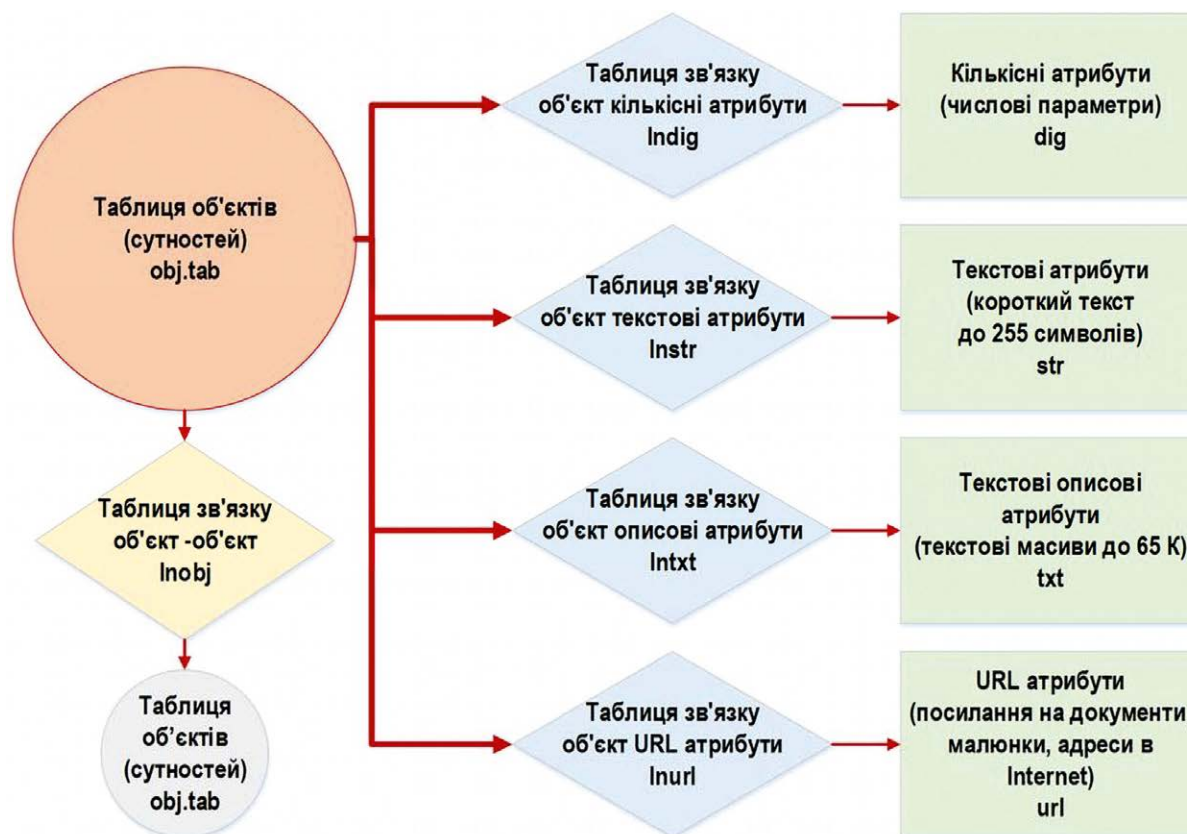 Таблиця об'єктів
(сутностей)
obj.tab
Таблиця зв'язку
об'єкт -об'єкт
lnobj
Таблиця
об’єктів
(сутностей)
obj.tab
Таблиця зв'язку
об'єкт кількісні атрибути
lndig
Кількісні атрибути
(числові параметри)
dig
Таблиця зв'язку
об'єкт текстові атрибути
lnstr
Текстові атрибути
(короткий текст
до 255 символів)
str
Таблиця зв'язку
об'єкт описові атрибути
lntxt
Текстові описові
атрибути
(текстові масиви до 65 К)
txt
Таблиця зв'язку
об'єкт URL атрибути
lnurl
URL атрибути
(посилання на документи
малюнки, адреси в
Internet)
url